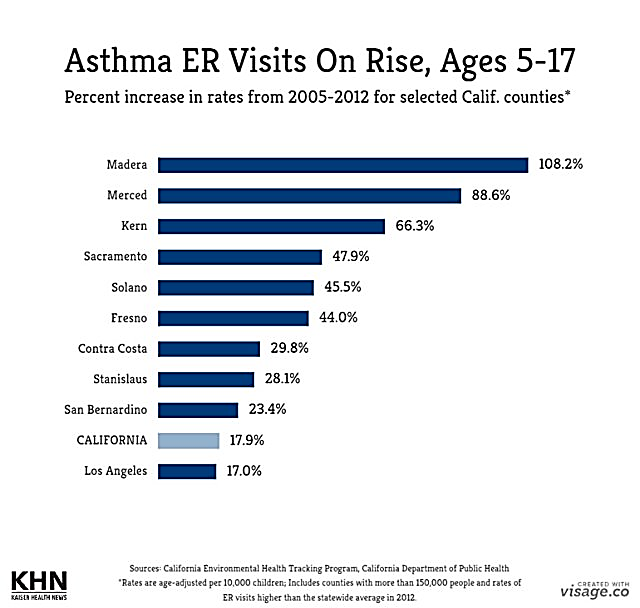 Asthma ER Visits On Rise, Ages 5-17
Percent increase in rates from 2005-2012 for selected Calif. counties*
Madera 108.2%
Merced 88.6%
Kern 66.3%
Sacramento 47.9%
Solano 45.5%
Fresno 44.0%
Contra Costa 29.8%
Stanislaus 28.1%
San Bernardino 23.4%
CALIFORNIA 17.9%
Los Angeles 17.0%
Sources: California Environmental Health Tracking Program, California Department of Public Health
*Rates are age-adjusted per 10,000 children; Includes counties with more than 150,000 people and rates of
ER visits higher than the statewide average in 2012.
KHN
KAISER HEALTH NEWS
CREATED WITH
visage.co